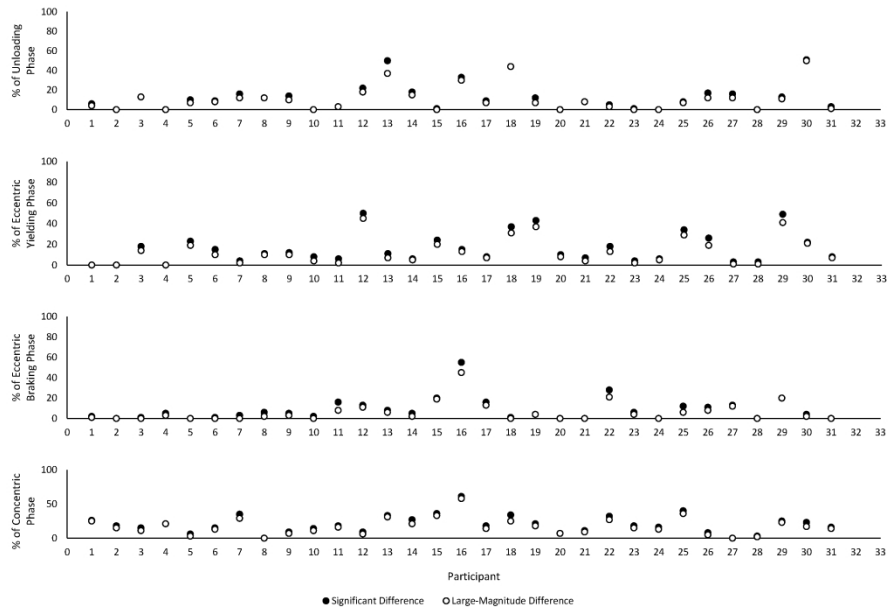 % of Unloading
Phase
100
80
60
40
20
0
0 1 2 3 4 5 6 7 8 9 10 11 12 13 14 15 16 17 18 19 20 21 22 23 24 25 26 27 28 29 30 31 32 33
% of Eccentric
Yielding Phase
100
80
60
40
20
0
0 1 2 3 4 5 6 7 8 9 10 11 12 13 14 15 16 17 18 19 20 21 22 23 24 25 26 27 28 29 30 31 32 33
% of Eccentric
Braking Phase
100
80
60
40
20
0
0 1 2 3 4 5 6 7 8 9 10 11 12 13 14 15 16 17 18 19 20 21 22 23 24 25 26 27 28 29 30 31 32 33
% of Concentric
Phase
100
50
0
0 1 2 3 4 5 6 7 8 9 10 11 12 13 14 15 16 17 18 19 20 21 22 23 24 25 26 27 28 29 30 31 32 33
Participant
Significant Difference Large-Magnitude Difference